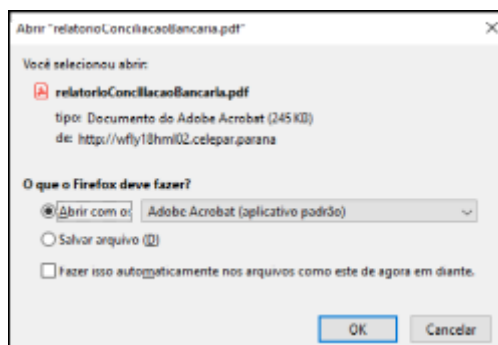 Abrir "relatorioConciliacaoBancaria.pdf"
Você selecionou abrir:
relatorioConciliacaoBancaria.pdf
tipo: Documento do Adobe Acrobat (245 KB)
de: http://wfly18hml02.celepar.parana
O que o Firefox deve fazer?
Abrir com o: Adobe Acrobat (aplicativo padrão)
Salvar arquivo (D)
Fazer isso automaticamente nos arquivos como este de agora em diante.
OK Cancelar